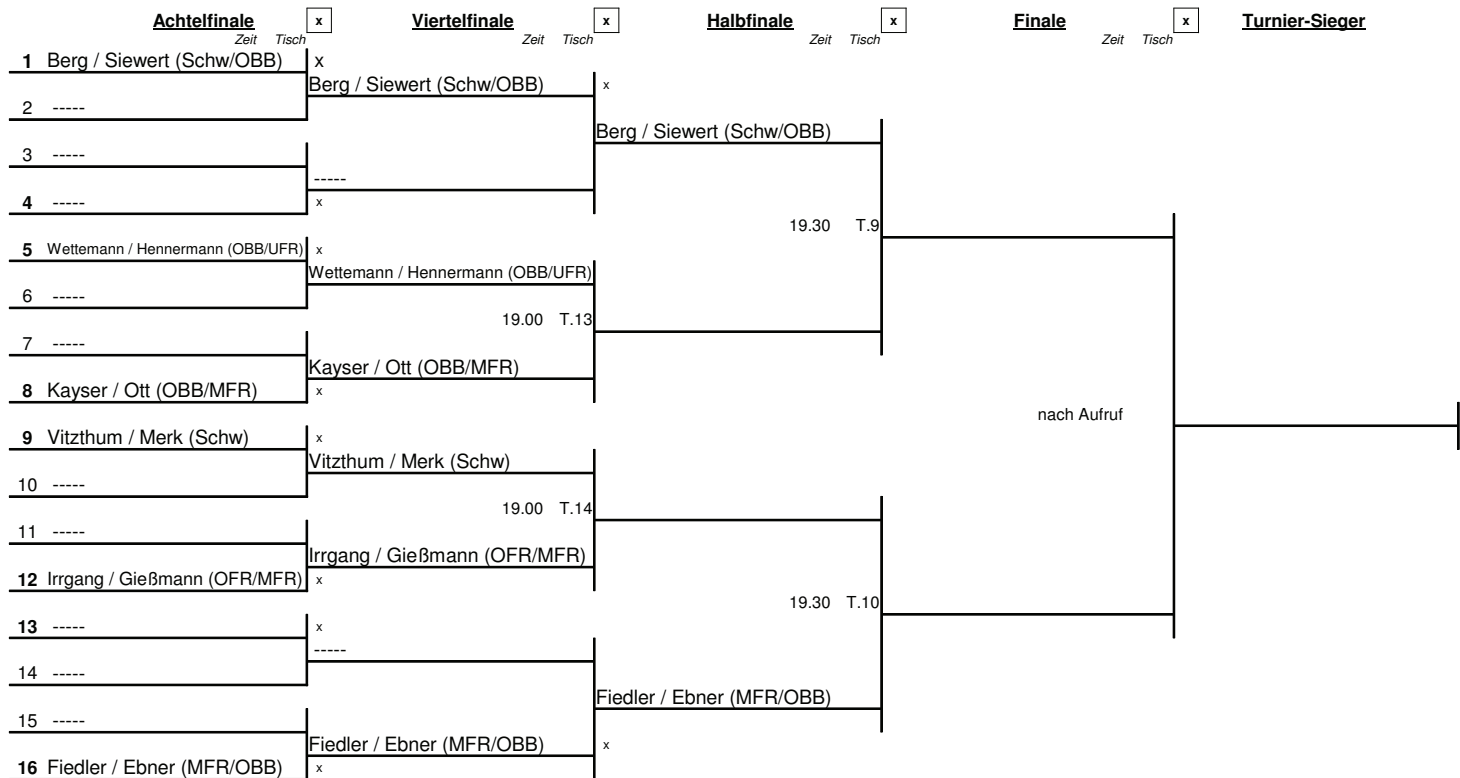 Achtelfinale x Viertelfinale x Halbfinale x Finale x Turnier-Sieger
Zeit Tisch Zeit Tisch Zeit Tisch Zeit Tisch
1 Berg / Siewert (Schw/OBB) x
Berg / Siewert (Schw/OBB) x
2 -----
Berg / Siewert (Schw/OBB)
3 -----
-----
4 ----- x
19.30 T.9
5 Wettemann / Hennermann (OBB/UFR) x
Wettemann / Hennermann (OBB/UFR)
6 -----
19.00 T.13
7 -----
Kayser / Ott (OBB/MFR)
8 Kayser / Ott (OBB/MFR) x
nach Aufruf
9 Vitzthum / Merk (Schw) x
Vitzthum / Merk (Schw)
10 -----
19.00 T.14
11 -----
Irrgang / Gießmann (OFR/MFR)
12 Irrgang / Gießmann (OFR/MFR) x
19.30 T.10
13 ----- x
-----
14 -----
Fiedler / Ebner (MFR/OBB)
15 -----
Fiedler / Ebner (MFR/OBB) x
16 Fiedler / Ebner (MFR/OBB) x